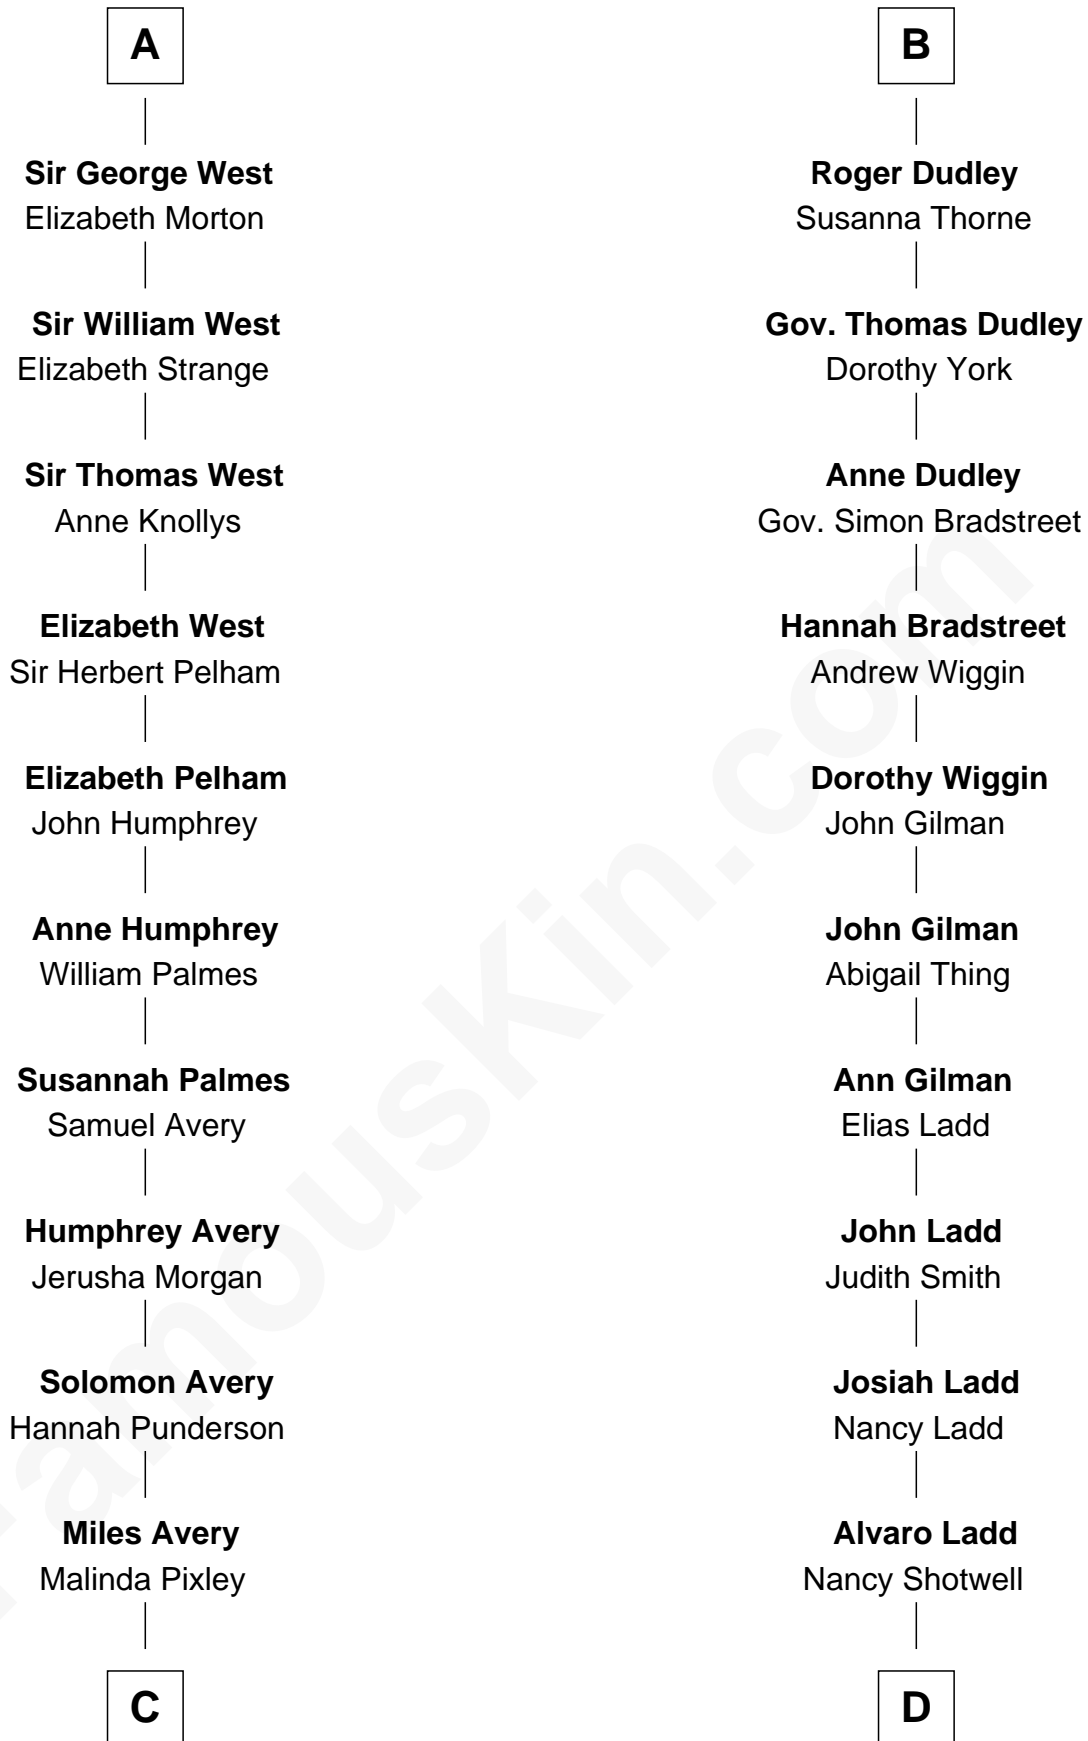 A
Sir George West
Elizabeth Morton
Sir William West
Elizabeth Strange
Sir Thomas West
Anne Knollys
Elizabeth West
Sir Herbert Pelham
Elizabeth Pelham
John Humphrey
Anne Humphrey
William Palmes
Susannah Palmes
Samuel Avery
Humphrey Avery
Jerusha Morgan
Solomon Avery
Hannah Punderson
Miles Avery
Malinda Pixley
C
B
Roger Dudley
Susanna Thorne
Gov. Thomas Dudley
Dorothy York
Anne Dudley
Gov. Simon Bradstreet
Hannah Bradstreet
Andrew Wiggin
Dorothy Wiggin
John Gilman
John Gilman
Abigail Thing
Ann Gilman
Elias Ladd
John Ladd
Judith Smith
Josiah Ladd
Nancy Ladd
Alvaro Ladd
Nancy Shotwell
D
FamousKin.com